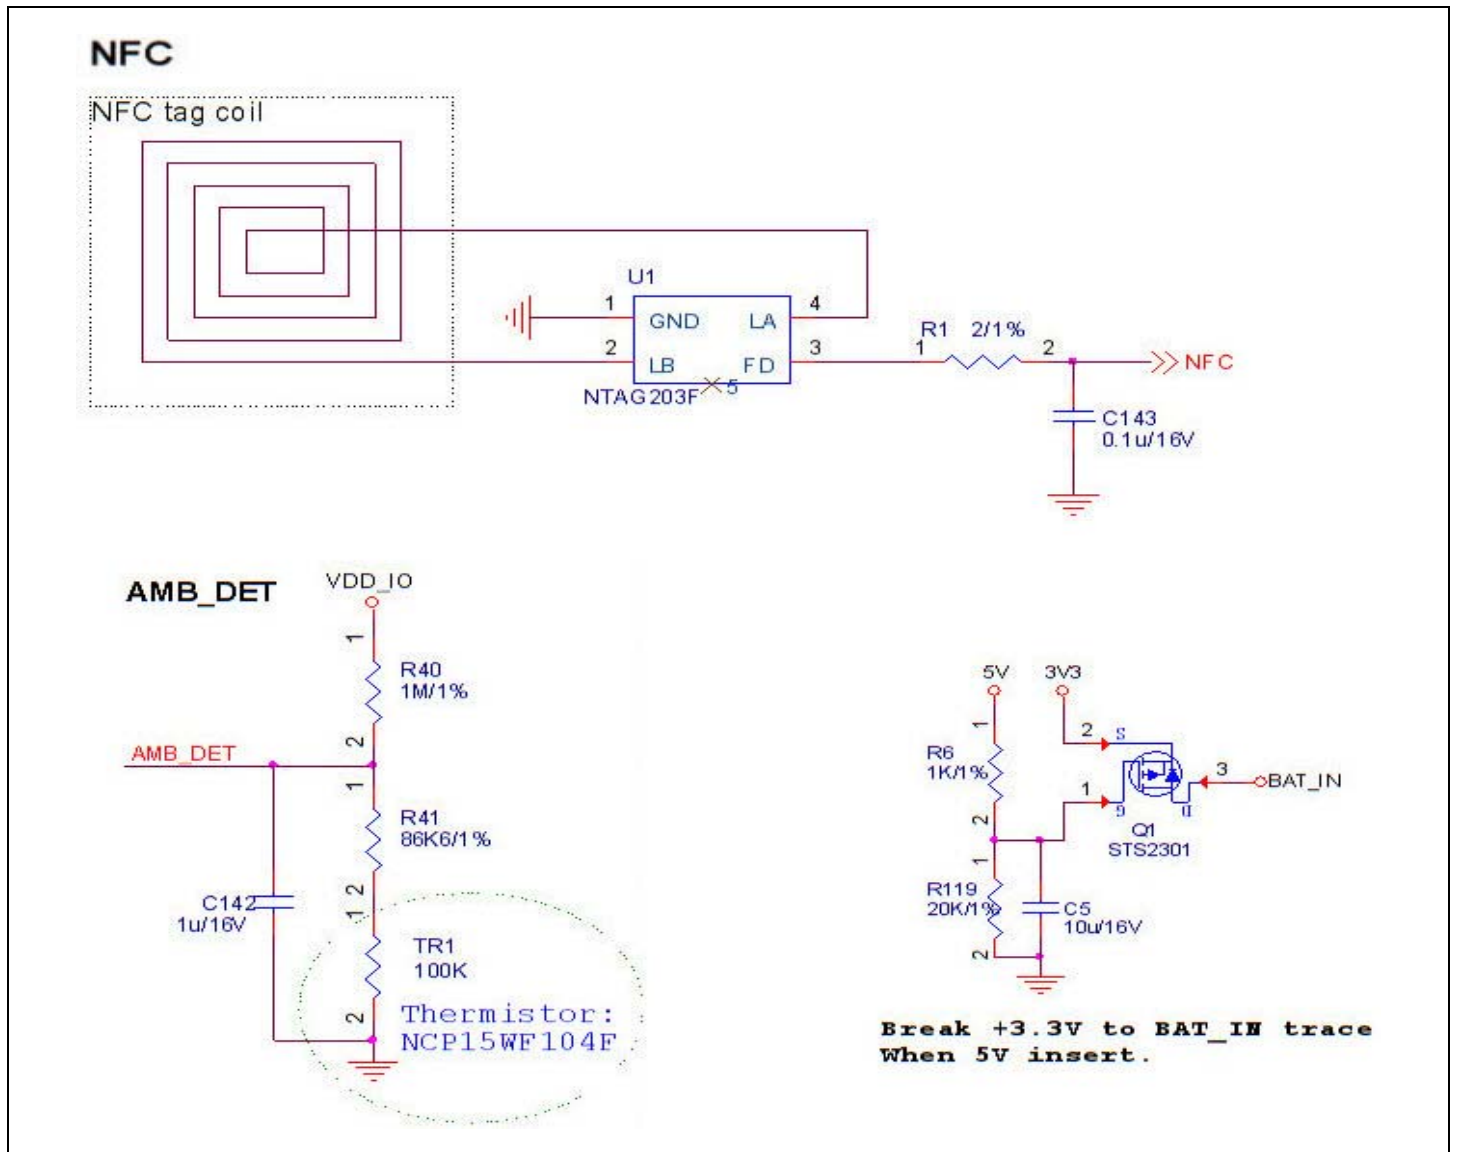 NFC
NFC tag coil
U1
1
GND
LA
4
2
LB
FD
3
NTAG203F
5
R1 2/1%
1
2
NFC
C143
0.1u/16V
AMB_DET
VDD_IO
1
R40
1M/1%
2
AMB_DET
1
R41
86K6/1%
2
C142
1u/16V
1
TR1
100K
2
Thermistor:
NCP15WF104F
5V
3V3
1
2
S
R6
1K/1%
3
BAT_IN
1
G
D
2
Q1
STS2301
1
R119
20K/1%
C5
10u/16V
2
Break +3.3V to BAT_IN trace
When 5V insert.